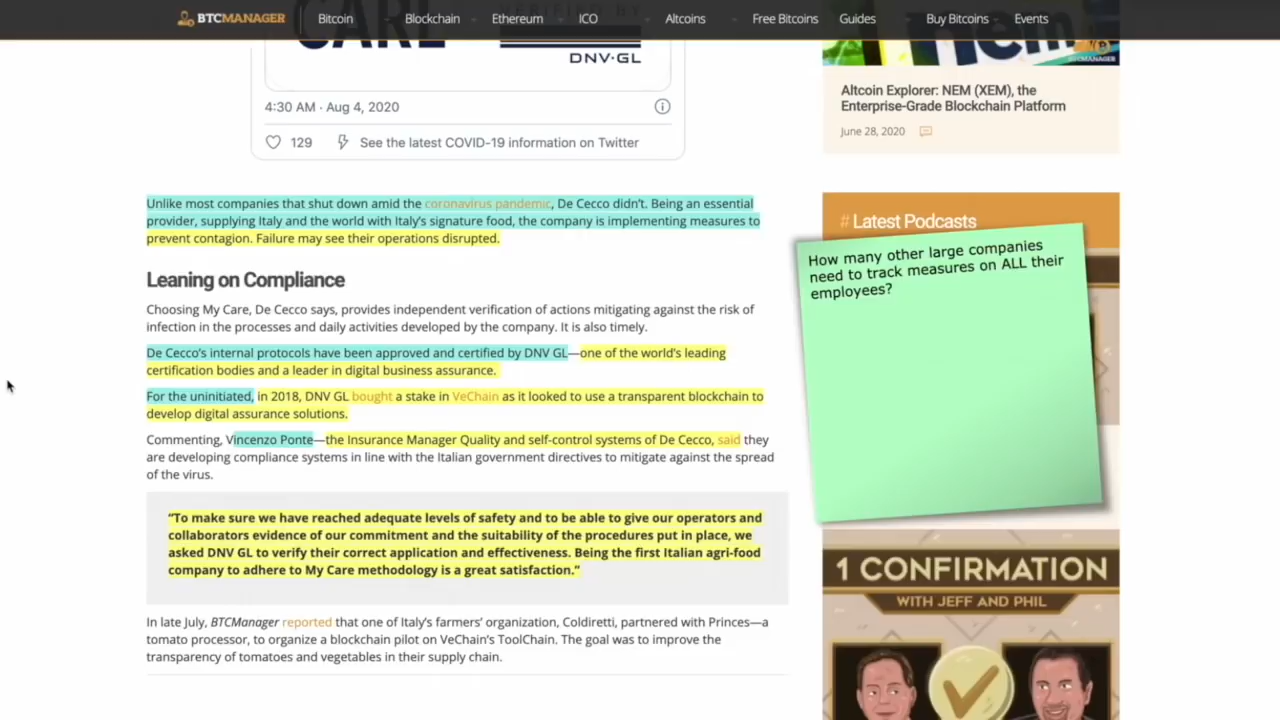 BTCMANAGER Bitcoin Blockchain Ethereum ICO Altcoins Free Bitcoins Guides Buy Bitcoins Events
CARE
DNV·GL
4:30 AM · Aug 4, 2020
129 See the latest COVID-19 information on Twitter
Unlike most companies that shut down amid the coronavirus pandemic, De Cecco didn't. Being an essential
provider, supplying Italy and the world with Italy's signature food, the company is implementing measures to
prevent contagion. Failure may see their operations disrupted.
Leaning on Compliance
Choosing My Care, De Cecco says, provides independent verification of actions mitigating against the risk of
infection in the processes and daily activities developed by the company. It is also timely.
De Cecco's internal protocols have been approved and certified by DNV GL—one of the world's leading
certification bodies and a leader in digital business assurance.
For the uninitiated, in 2018, DNV GL bought a stake in VeChain as it looked to use a transparent blockchain to
develop digital assurance solutions.
Commenting, Vincenzo Ponte—the Insurance Manager Quality and self-control systems of De Cecco, said they
are developing compliance systems in line with the Italian government directives to mitigate against the spread
of the virus.
“To make sure we have reached adequate levels of safety and to be able to give our operators and
collaborators evidence of our commitment and the suitability of the procedures put in place, we
asked DNV GL to verify their correct application and effectiveness. Being the first Italian agri-food
company to adhere to My Care methodology is a great satisfaction.”
In late July, BTCManager reported that one of Italy's farmers' organization, Coldiretti, partnered with Princes—a
tomato processor, to organize a blockchain pilot on VeChain's ToolChain. The goal was to improve the
transparency of tomatoes and vegetables in their supply chain.
nem
BTCMANAGER
Altcoin Explorer: NEM (XEM), the
Enterprise-Grade Blockchain Platform
June 28, 2020
# Latest Podcasts
How many other large companies
need to track measures on ALL their
employees?
1 CONFIRMATION
WITH JEFF AND PHIL